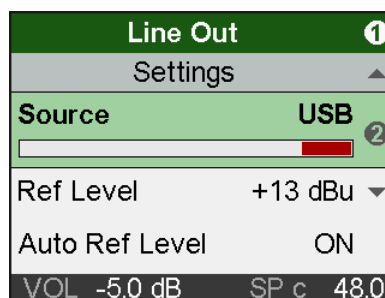 Line Out 1
Settings
Source USB
2
Ref Level +13 dBu
Auto Ref Level ON
VOL -5.0 dB SP c 48.0